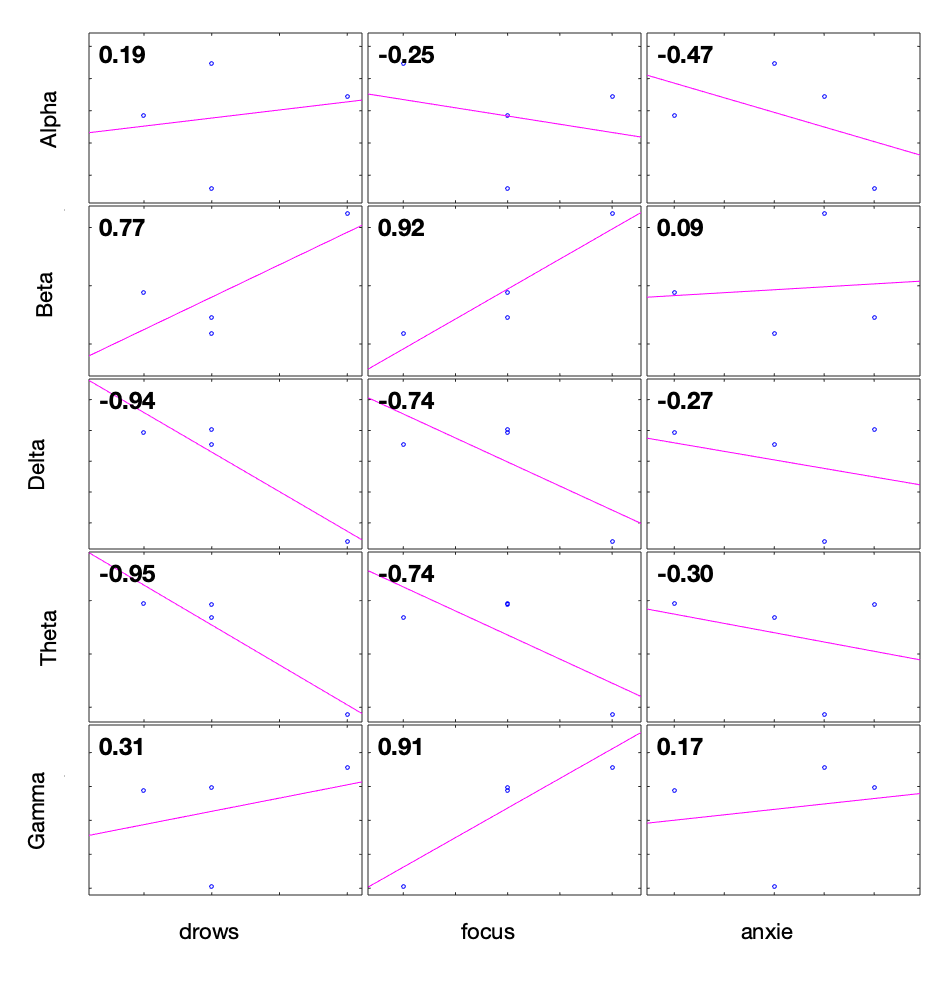 Alpha 0.19 -0.25 -0.47
Beta 0.77 0.92 0.09
Delta -0.94 -0.74 -0.27
Theta -0.95 -0.74 -0.30
Gamma 0.31 0.91 0.17
drows focus anxie